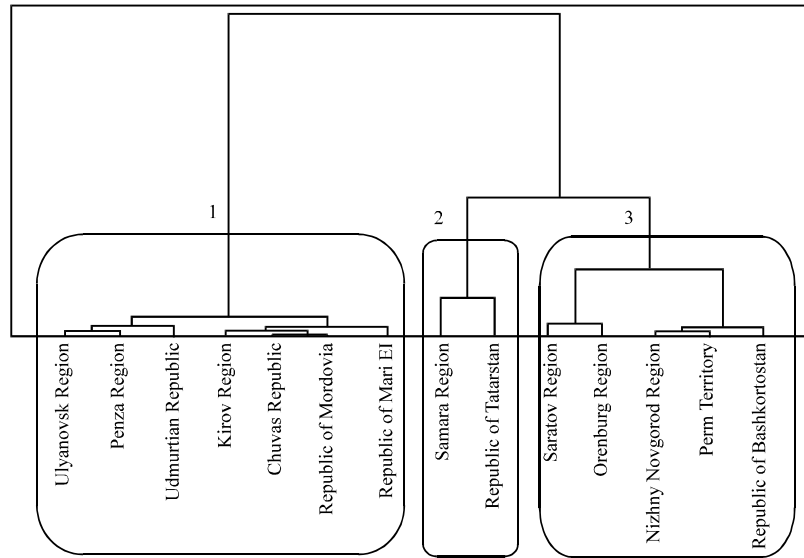 1
2
3
Ulyanovsk Region
Penza Region
Udmurtian Republic
Kirov Region
Chuvas Republic
Republic of Mordovia
Republic of Mari EI
Samara Region
Republic of Tatarstan
Saratov Region
Orenburg Region
Nizhny Novgorod Region
Perm Territory
Republic of Bashkortostan